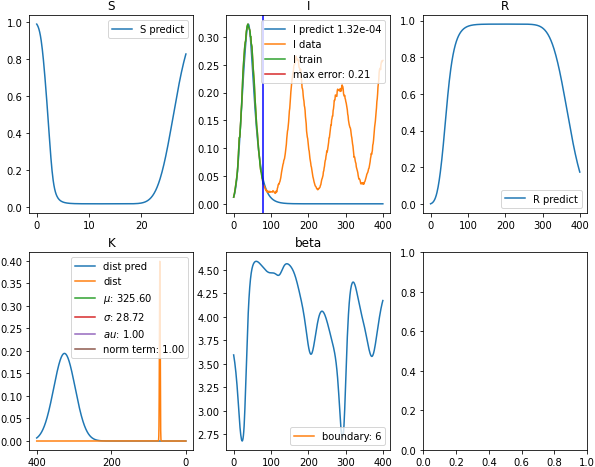 S
I
R
S predict
I predict 1.32e-04
I data
I train
max error: 0.21
R predict
1.0
0.8
0.6
0.4
0.2
0.0
0 10 20
0.30
0.25
0.20
0.15
0.10
0.05
0.00
0 100 200 300 400
1.0
0.8
0.6
0.4
0.2
0.0
0 100 200 300 400
K
beta
dist pred
dist
μ: 325.60
σ: 28.72
au: 1.00
norm term: 1.00
boundary: 6
0.40
0.35
0.30
0.25
0.20
0.15
0.10
0.05
0.00
400 200 0
4.50
4.25
4.00
3.75
3.50
3.25
3.00
2.75
0 100 200 300 400
1.0
0.8
0.6
0.4
0.2
0.0
0.0 0.2 0.4 0.6 0.8 1.0